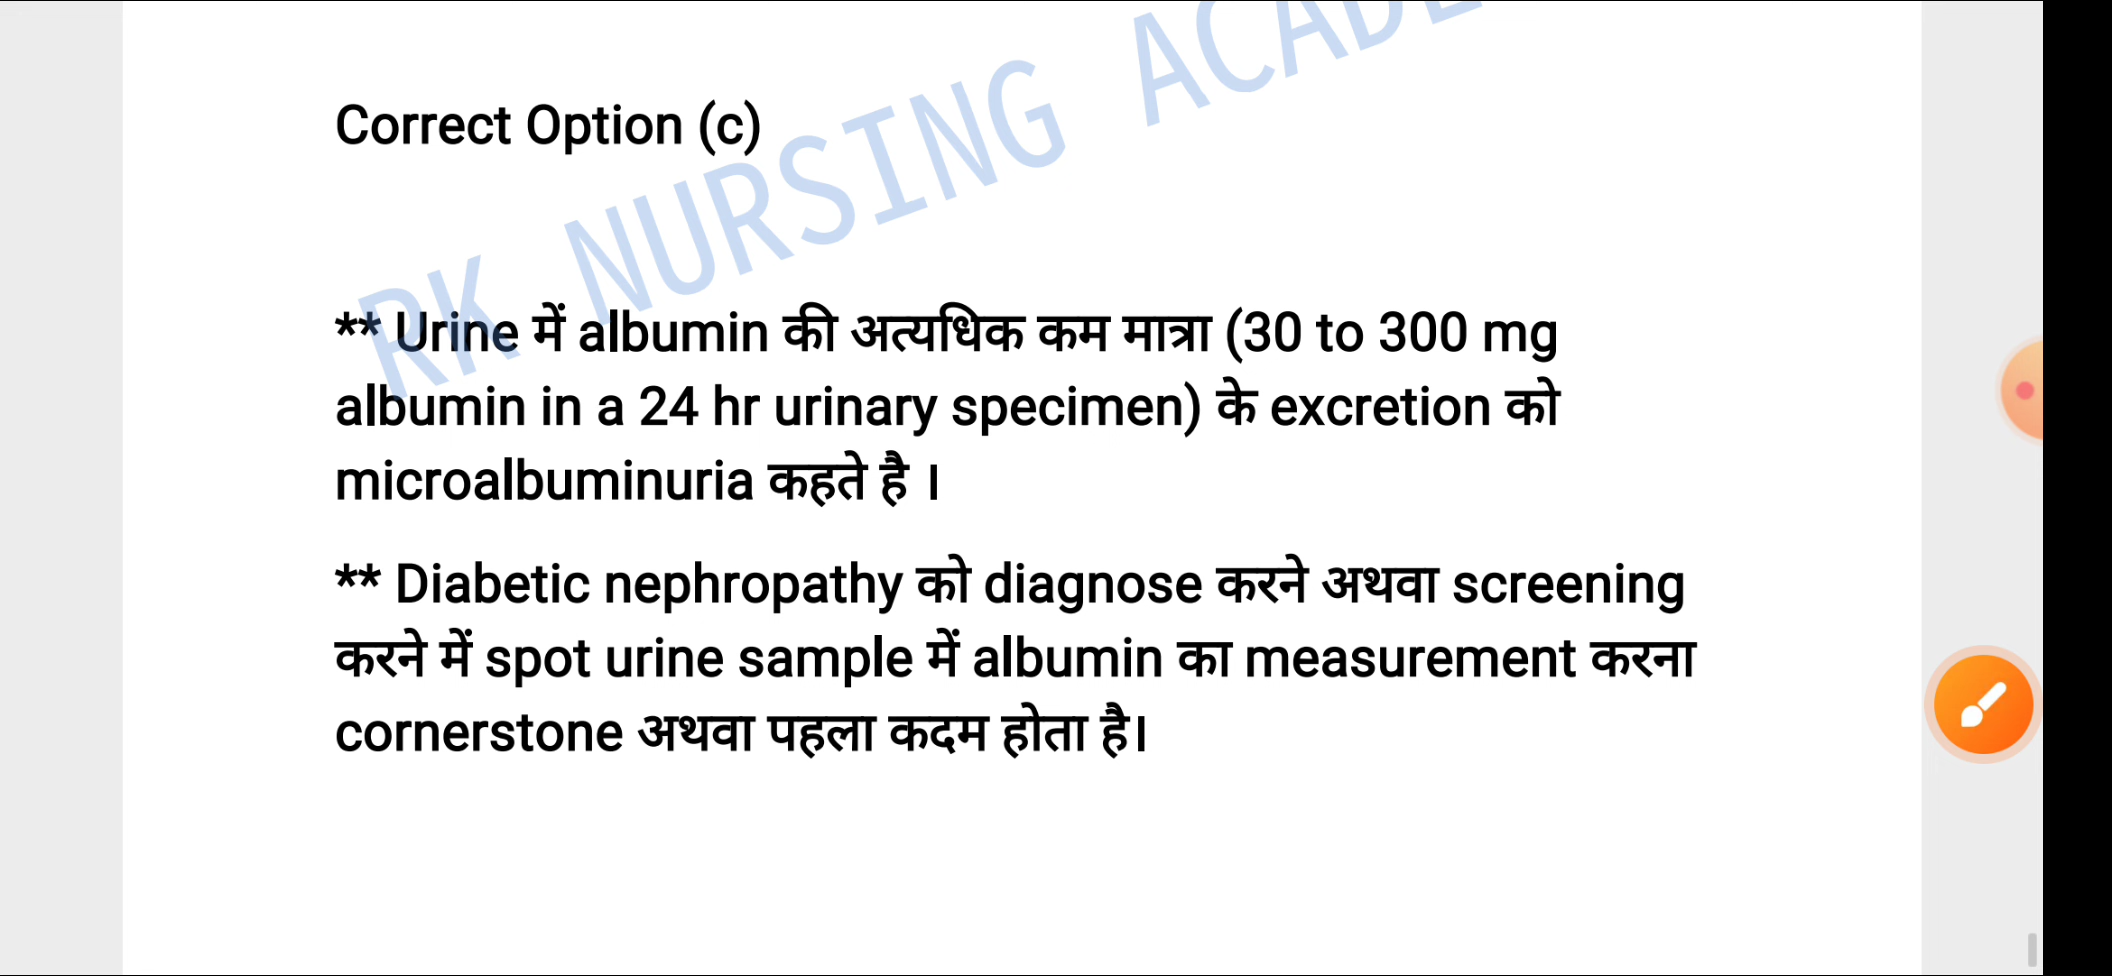 RK NURSING ACADE
Correct Option (c)
** Urine में albumin की अत्यधिक कम मात्रा (30 to 300 mg
albumin in a 24 hr urinary specimen) के excretion को
microalbuminuria कहते है ।
** Diabetic nephropathy को diagnose करने अथवा screening
करने में spot urine sample में albumin का measurement करना
cornerstone अथवा पहला कदम होता है।